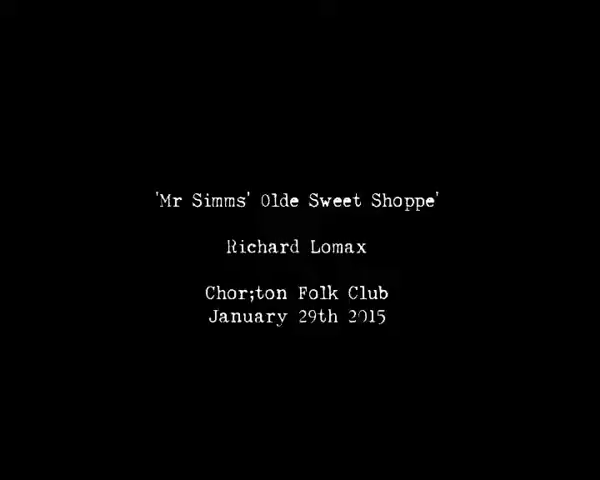 'Mr Simms' Olde Sweet Shoppe'
Richard Lomax
Chor;ton Folk Club
January 29th 2015